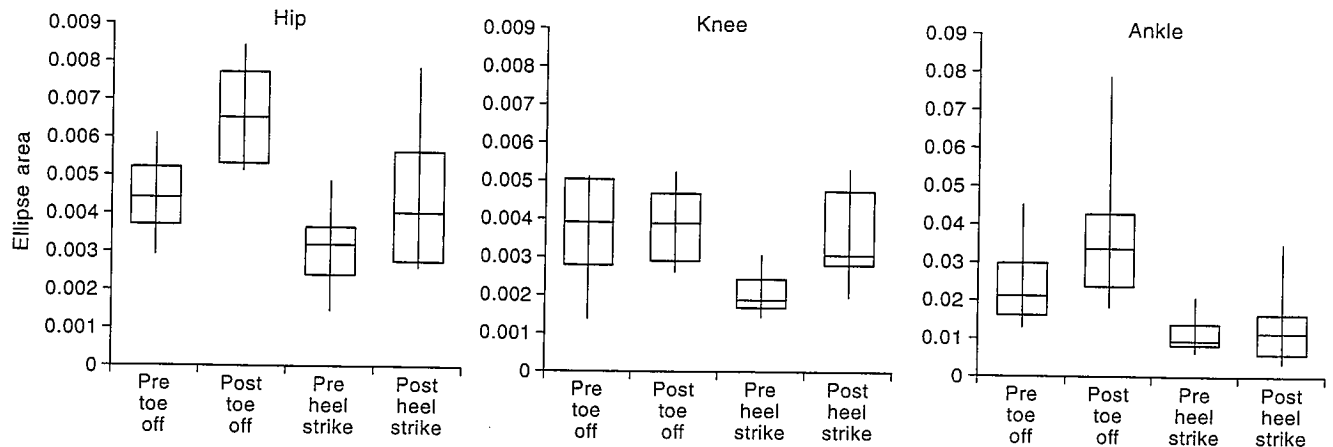 Hip
Ellipse area
0.009
0.008
0.007
0.006
0.005
0.004
0.003
0.002
0.001
0
Pre toe off
Post toe off
Pre heel strike
Post heel strike
Knee
0.009
0.008
0.007
0.006
0.005
0.004
0.003
0.002
0.001
0
Pre toe off
Post toe off
Pre heel strike
Post heel strike
Ankle
0.09
0.08
0.07
0.06
0.05
0.04
0.03
0.02
0.01
0
Pre toe off
Post toe off
Pre heel strike
Post heel strike